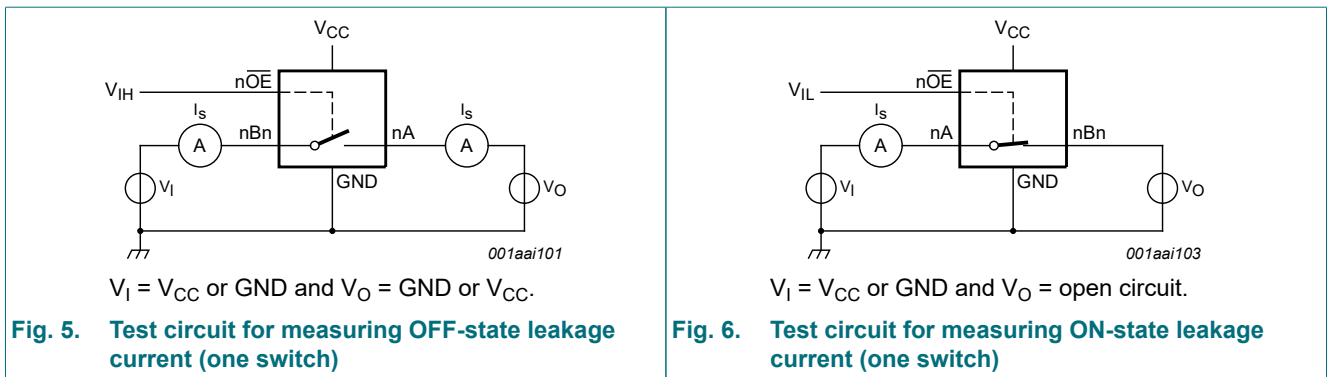 V_CC
nO̅E̅
V_IH
I_s
nBn
nA
I_s
A
A
V_I
GND
V_O
001aai101
V_I = V_CC or GND and V_O = GND or V_CC.
Fig. 5. Test circuit for measuring OFF-state leakage
current (one switch)
V_CC
nO̅E̅
V_IL
I_s
nA
nBn
A
V_I
GND
V_O
001aai103
V_I = V_CC or GND and V_O = open circuit.
Fig. 6. Test circuit for measuring ON-state leakage
current (one switch)